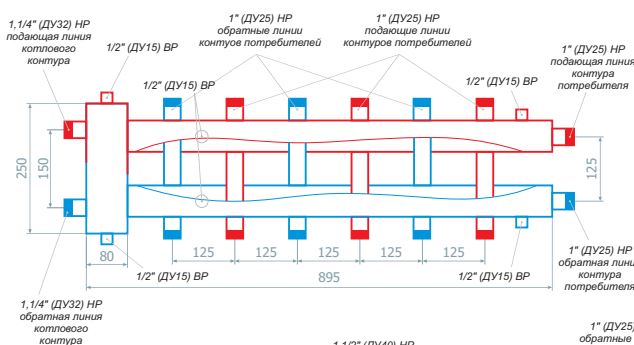 1,1/4" (ДУ32) НР
подающая линия
котлового
контура
1/2" (ДУ15) ВР
1" (ДУ25) НР
обратные линии
контуов потребителей
1" (ДУ25) НР
подающие линии
контуров потребителей
1/2" (ДУ15) ВР
1/2" (ДУ15) ВР
1" (ДУ25) НР
подающая линия
контура
потребителя
250
150
125
80
125
125
125
125
125
895
1/2" (ДУ15) ВР
1/2" (ДУ15) ВР
1" (ДУ25) НР
обратная линия
контура
потребителя
1,1/4" (ДУ32) НР
обратная линия
котлового
контура
1" (ДУ25)
обратные